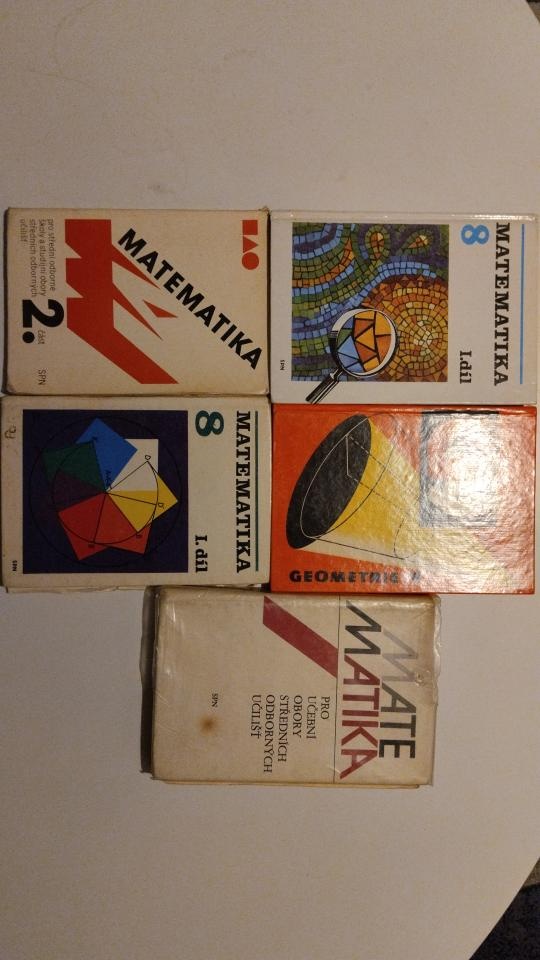 MATEMATIKA
pro střední odborné
školy a studijní obory
středních odborných
učilišť
2. část
SPN
MATEMATIKA
8
I. díl
SPN
MATEMATIKA
8
I. díl
SPN
GEOMETRIE
MATE
MATIKA
PRO
UČEBNÍ
OBORY
STŘEDNÍCH
ODBORNÝCH
UČILIŠŤ
SPN